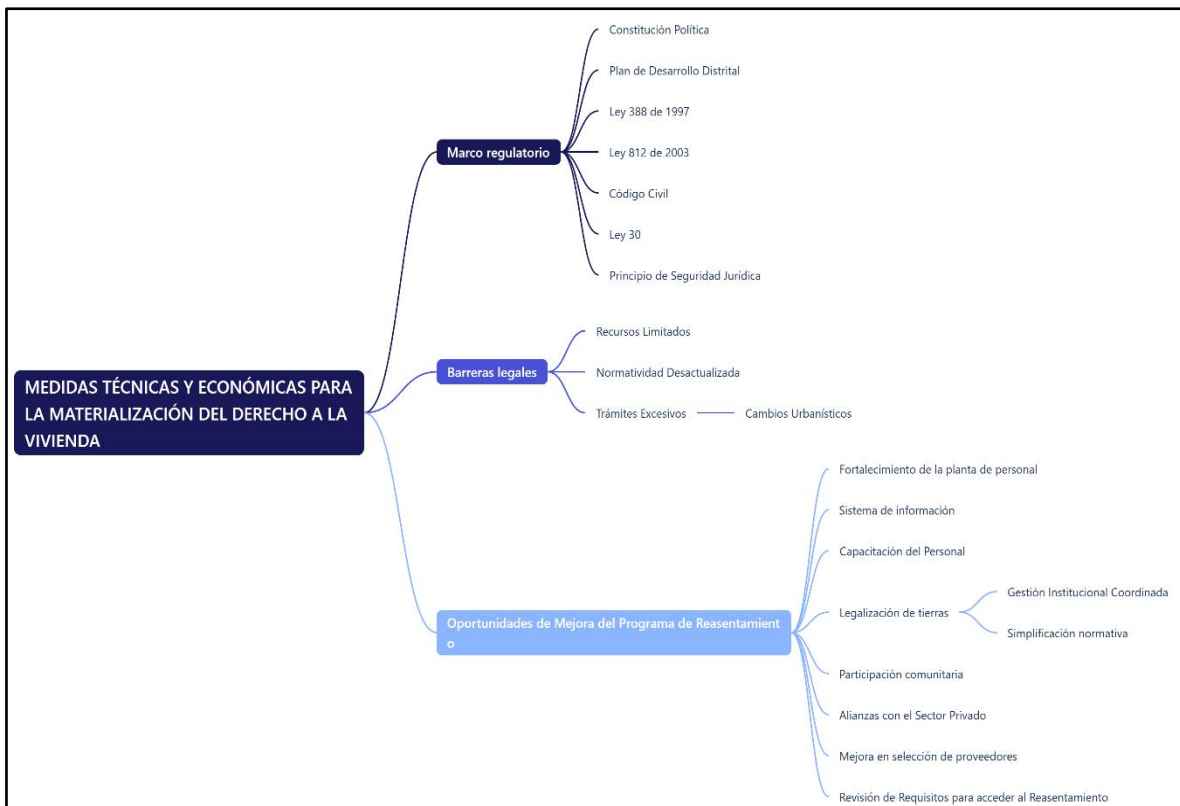 MEDIDAS TÉCNICAS Y ECONÓMICAS PARA
LA MATERIALIZACIÓN DEL DERECHO A LA
VIVIENDA
Marco regulatorio
Constitución Política
Plan de Desarrollo Distrital
Ley 388 de 1997
Ley 812 de 2003
Código Civil
Ley 30
Principio de Seguridad Jurídica
Barreras legales
Recursos Limitados
Normatividad Desactualizada
Trámites Excesivos
Cambios Urbanísticos
Oportunidades de Mejora del Programa de Reasentamient
o
Fortalecimiento de la planta de personal
Sistema de información
Capacitación del Personal
Legalización de tierras
Gestión Institucional Coordinada
Simplificación normativa
Participación comunitaria
Alianzas con el Sector Privado
Mejora en selección de proveedores
Revisión de Requisitos para acceder al Reasentamiento